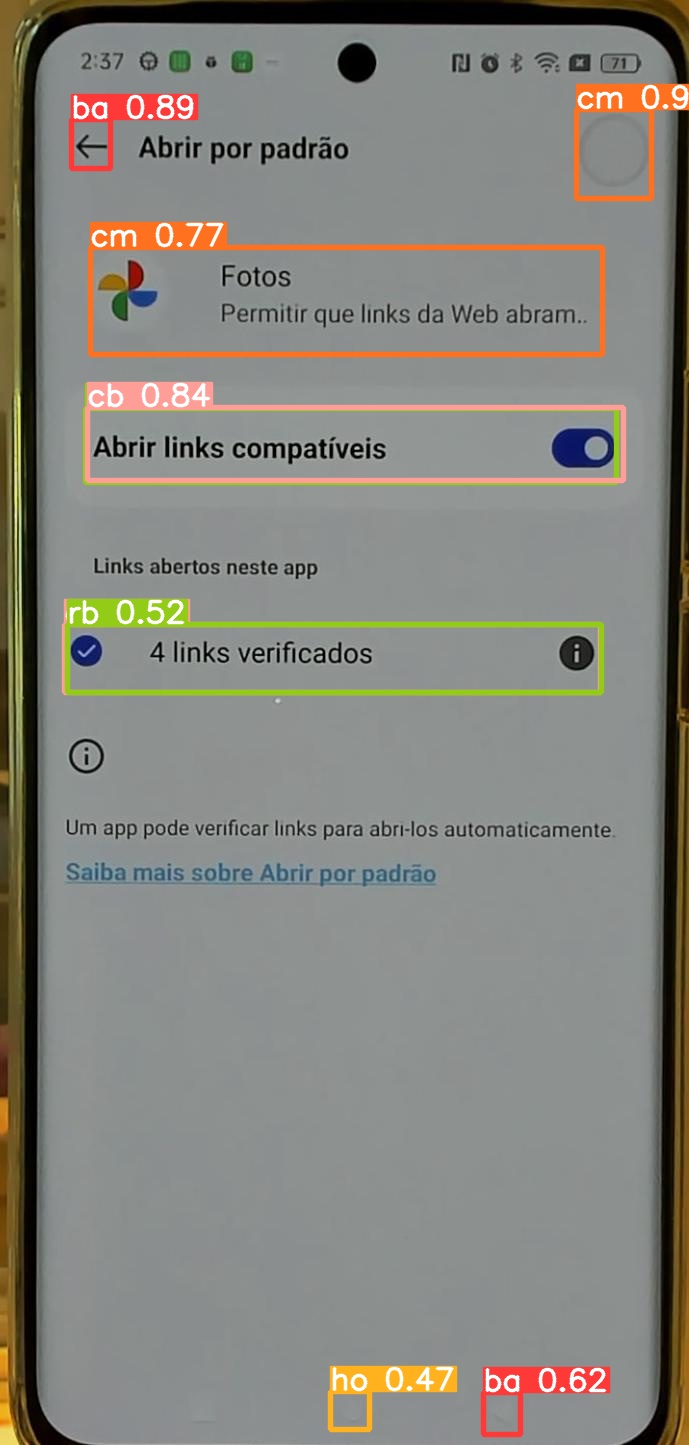 2:37
71
ba 0.89
cm 0.9
Abrir por padrão
cm 0.77
Fotos
Permitir que links da Web abram..
cb 0.84
Abrir links compatíveis
Links abertos neste app
rb 0.52
4 links verificados
Um app pode verificar links para abri-los automaticamente.
Saiba mais sobre Abrir por padrão
ho 0.47
ba 0.62